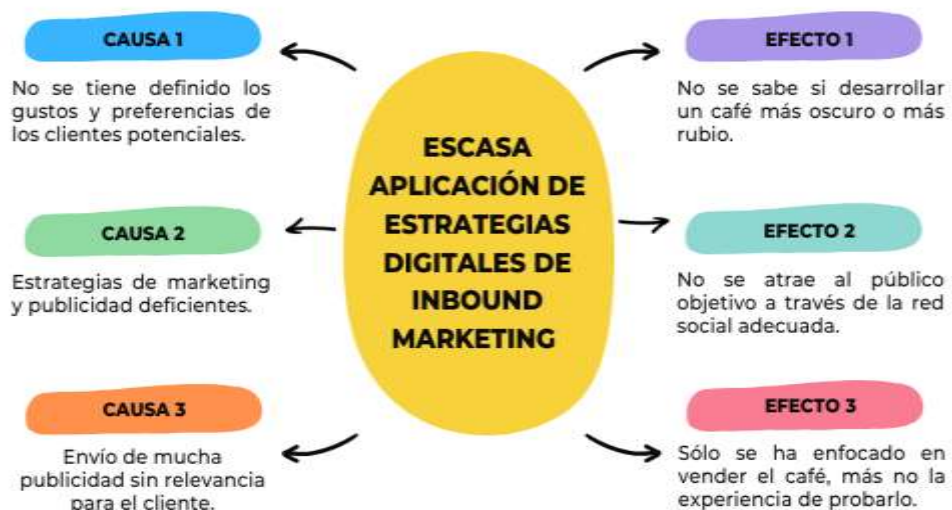 CAUSA 1
No se tiene definido los
gustos y preferencias de
los clientes potenciales.
CAUSA 2
Estrategias de marketing
y publicidad deficientes.
CAUSA 3
Envío de mucha
publicidad sin relevancia
para el cliente.
ESCASA
APLICACIÓN DE
ESTRATEGIAS
DIGITALES DE
INBOUND
MARKETING
EFECTO 1
No se sabe si desarrollar
un café más oscuro o más
rubio.
EFECTO 2
No se atrae al público
objetivo a través de la red
social adecuada.
EFECTO 3
Sólo se ha enfocado en
vender el café, más no la
experiencia de probarlo.